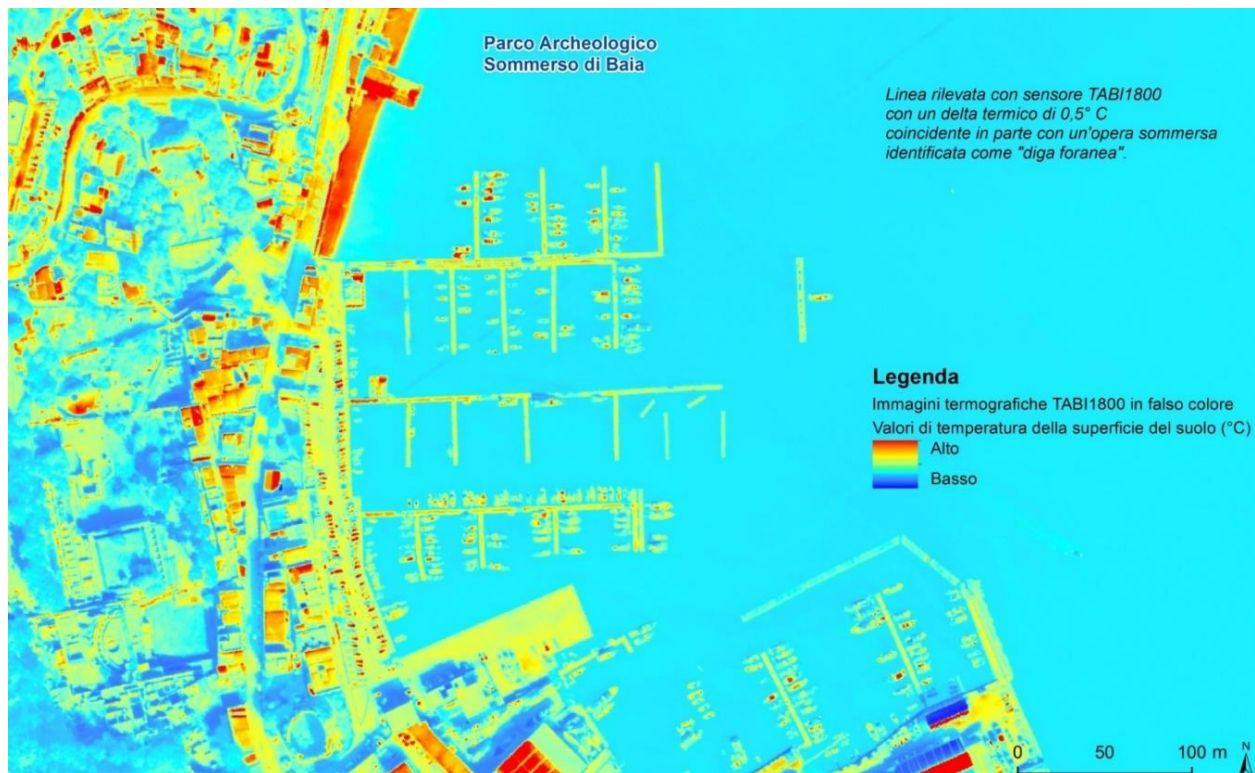 Parco Archeologico
Sommerso di Baia
Linea rilevata con sensore TABI1800
con un delta termico di 0,5° C
coincidente in parte con un'opera sommersa
identificata come "diga foranea".
Legenda
Immagini termografiche TABI1800 in falso colore
Valori di temperatura della superficie del suolo (°C)
Alto
Basso
0 50 100 m
N